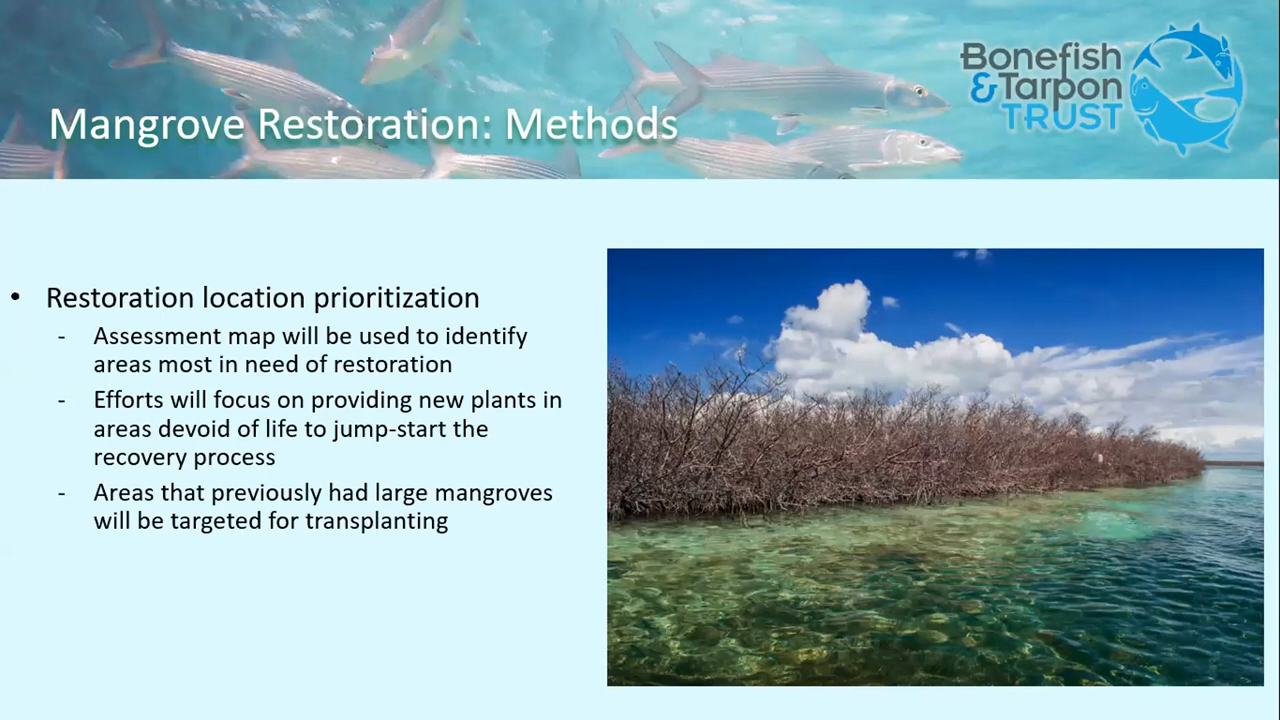 Mangrove Restoration: Methods
Bonefish
& Tarpon
TRUST
• Restoration location prioritization
- Assessment map will be used to identify
areas most in need of restoration
- Efforts will focus on providing new plants in
areas devoid of life to jump-start the
recovery process
- Areas that previously had large mangroves
will be targeted for transplanting